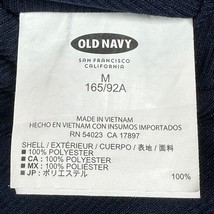 OLD NAVY
SAN FRANCISCO
CALIFORNIA
M
165/92A
MADE IN VIETNAM
HECHO EN VIETNAM CON INSUMOS IMPORTADOS
RN 54023 CA 17897
SHELL / EXTÉRIEUR / CUERPO / 表地 / 面料
■ 100% POLYESTER
■ CA : 100% POLYESTER
■ MX : 100% POLIÉSTER
■ JP : ポリエステル 100%